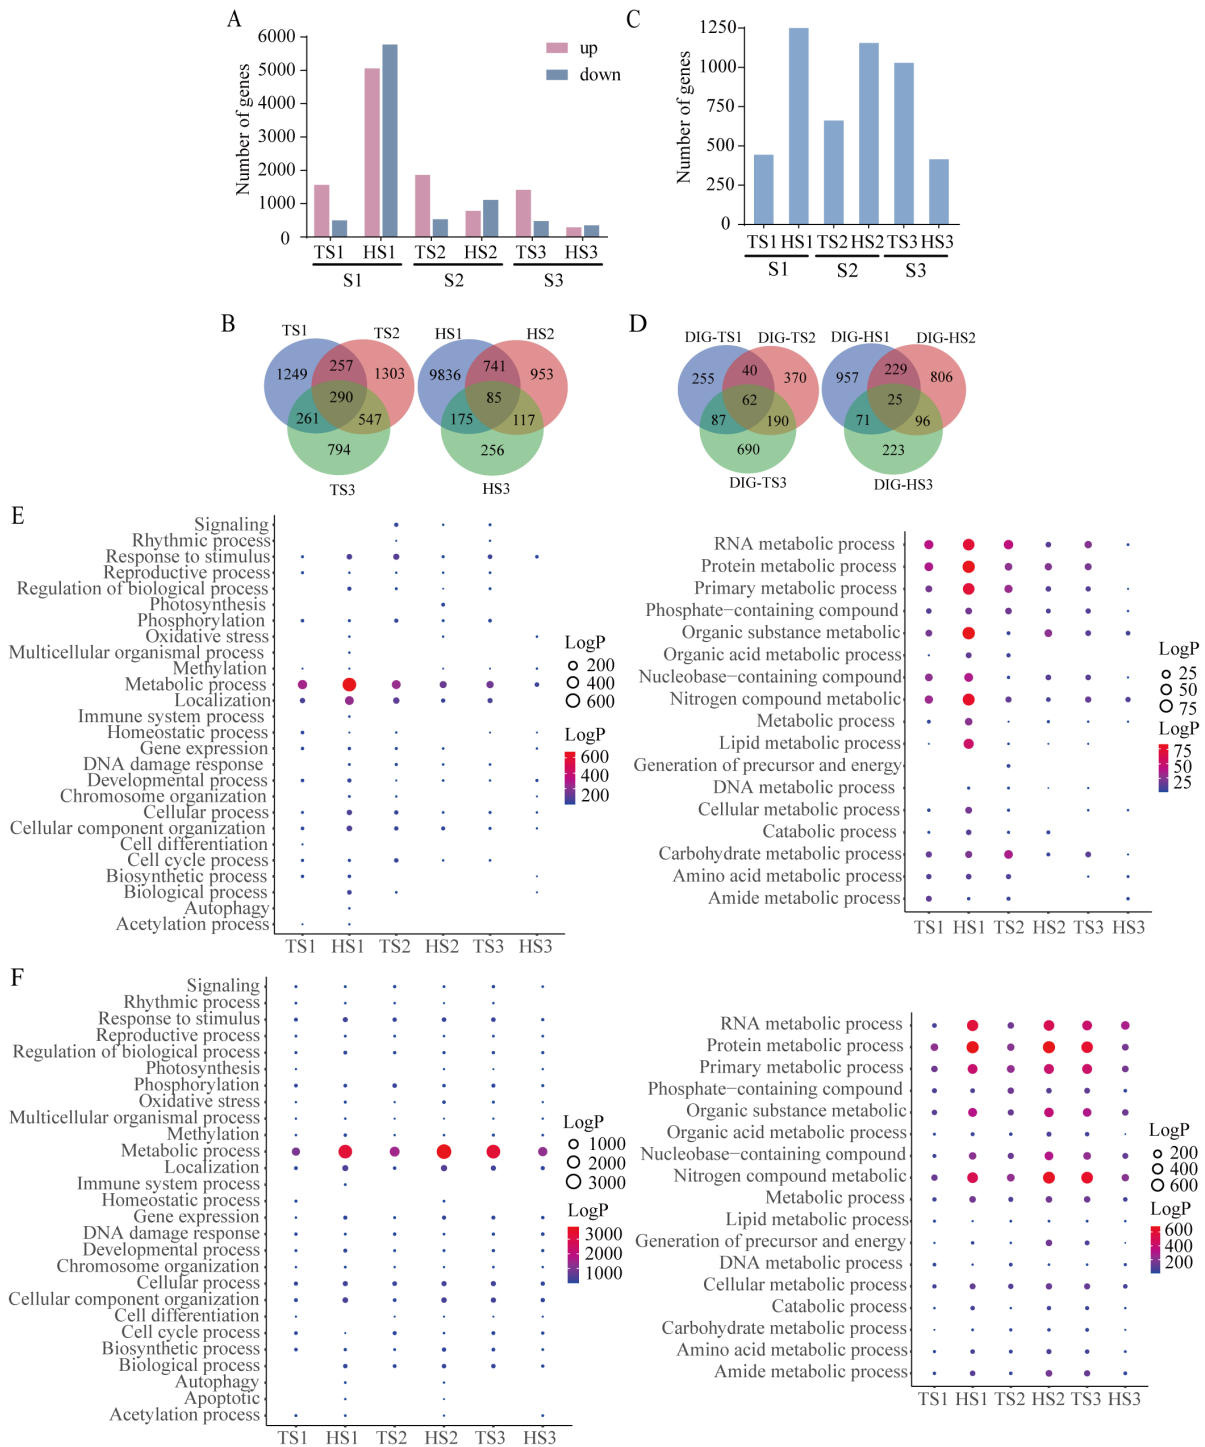 A
Number of genes
6000
5000
4000
3000
2000
1000
0
up
down
TS1 HS1 TS2 HS2 TS3 HS3
S1 S2 S3
C
Number of genes
1250
1000
750
500
250
0
TS1 HS1 TS2 HS2 TS3 HS3
S1 S2 S3
B
TS1 TS2
1249 257 1303
290
261 547
794
TS3
HS1 HS2
9836 741 953
85
175 117
256
HS3
D
DIG-TS1 DIG-TS2
255 40 370
62
87 190
690
DIG-TS3
DIG-HS1 DIG-HS2
957 229 806
25
71 96
223
DIG-HS3
E
Signaling
Rhythmic process
Response to stimulus
Reproductive process
Regulation of biological process
Photosynthesis
Phosphorylation
Oxidative stress
Multicellular organismal process
Methylation
Metabolic process
Localization
Immune system process
Homeostatic process
Gene expression
DNA damage response
Developmental process
Chromosome organization
Cellular process
Cellular component organization
Cell differentiation
Cell cycle process
Biosynthetic process
Biological process
Autophagy
Acetylation process
TS1 HS1 TS2 HS2 TS3 HS3
LogP
200
400
600
LogP
600
400
200
RNA metabolic process
Protein metabolic process
Primary metabolic process
Phosphate−containing compound
Organic substance metabolic
Organic acid metabolic process
Nucleobase−containing compound
Nitrogen compound metabolic
Metabolic process
Lipid metabolic process
Generation of precursor and energy
DNA metabolic process
Cellular metabolic process
Catabolic process
Carbohydrate metabolic process
Amino acid metabolic process
Amide metabolic process
TS1 HS1 TS2 HS2 TS3 HS3
LogP
25
50
75
LogP
75
50
25
F
Signaling
Rhythmic process
Response to stimulus
Reproductive process
Regulation of biological process
Photosynthesis
Phosphorylation
Oxidative stress
Multicellular organismal process
Methylation
Metabolic process
Localization
Immune system process
Homeostatic process
Gene expression
DNA damage response
Developmental process
Chromosome organization
Cellular process
Cellular component organization
Cell differentiation
Cell cycle process
Biosynthetic process
Biological process
Autophagy
Apoptotic
Acetylation process
TS1 HS1 TS2 HS2 TS3 HS3
LogP
1000
2000
3000
LogP
3000
2000
1000
RNA metabolic process
Protein metabolic process
Primary metabolic process
Phosphate−containing compound
Organic substance metabolic
Organic acid metabolic process
Nucleobase−containing compound
Nitrogen compound metabolic
Metabolic process
Lipid metabolic process
Generation of precursor and energy
DNA metabolic process
Cellular metabolic process
Catabolic process
Carbohydrate metabolic process
Amino acid metabolic process
Amide metabolic process
TS1 HS1 TS2 HS2 TS3 HS3
LogP
200
400
600
LogP
600
400
200